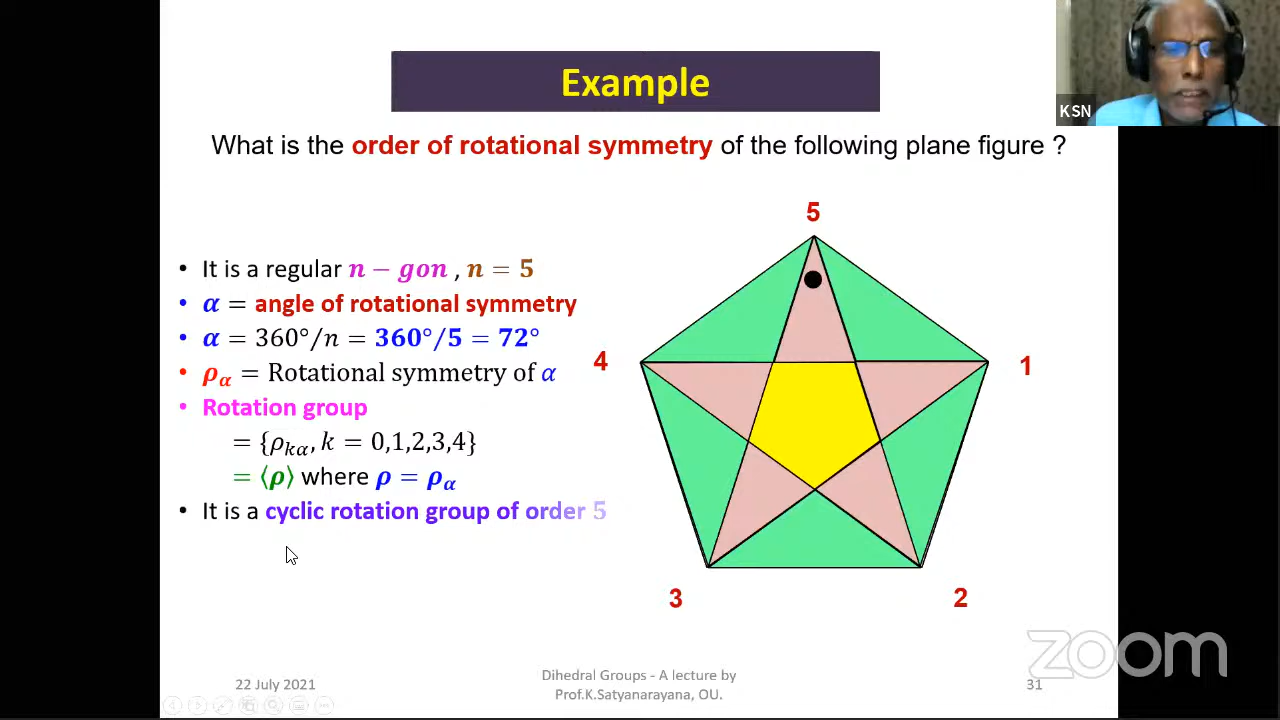 Example
KSN
What is the order of rotational symmetry of the following plane figure ?
5
• It is a regular n − gon , n = 5
• α = angle of rotational symmetry
• α = 360°/n = 360°/5 = 72°
4
1
• ρα = Rotational symmetry of α
• Rotation group
= {ρkα, k = 0,1,2,3,4}
= ⟨ρ⟩ where ρ = ρα
• It is a cyclic rotation group of order 5
3
2
zoom
22 July 2021
Dihedral Groups - A lecture by
Prof.K.Satyanarayana, OU.
31